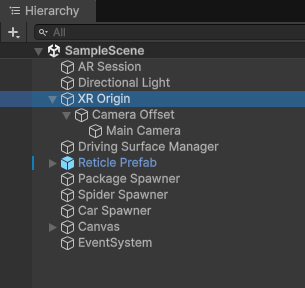 Hierarchy
All
SampleScene
AR Session
Directional Light
XR Origin
Camera Offset
Main Camera
Driving Surface Manager
Reticle Prefab
Package Spawner
Spider Spawner
Car Spawner
Canvas
EventSystem